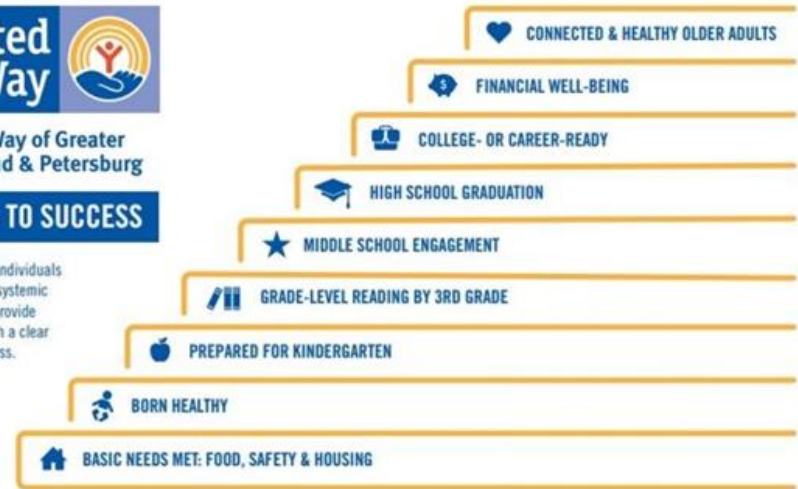 ted
Way
Way of Greater
d & Petersburg
TO SUCCESS
ndividuals
systemic
rovide
h a clear
ss.
CONNECTED & HEALTHY OLDER ADULTS
FINANCIAL WELL-BEING
COLLEGE- OR CAREER-READY
HIGH SCHOOL GRADUATION
MIDDLE SCHOOL ENGAGEMENT
GRADE-LEVEL READING BY 3RD GRADE
PREPARED FOR KINDERGARTEN
BORN HEALTHY
BASIC NEEDS MET: FOOD, SAFETY & HOUSING